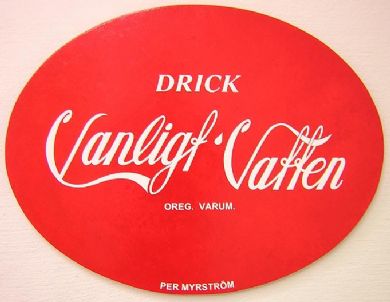 DRICK
Vanligt·Vatten
OREG. VARUM.
PER MYRSTRÖM